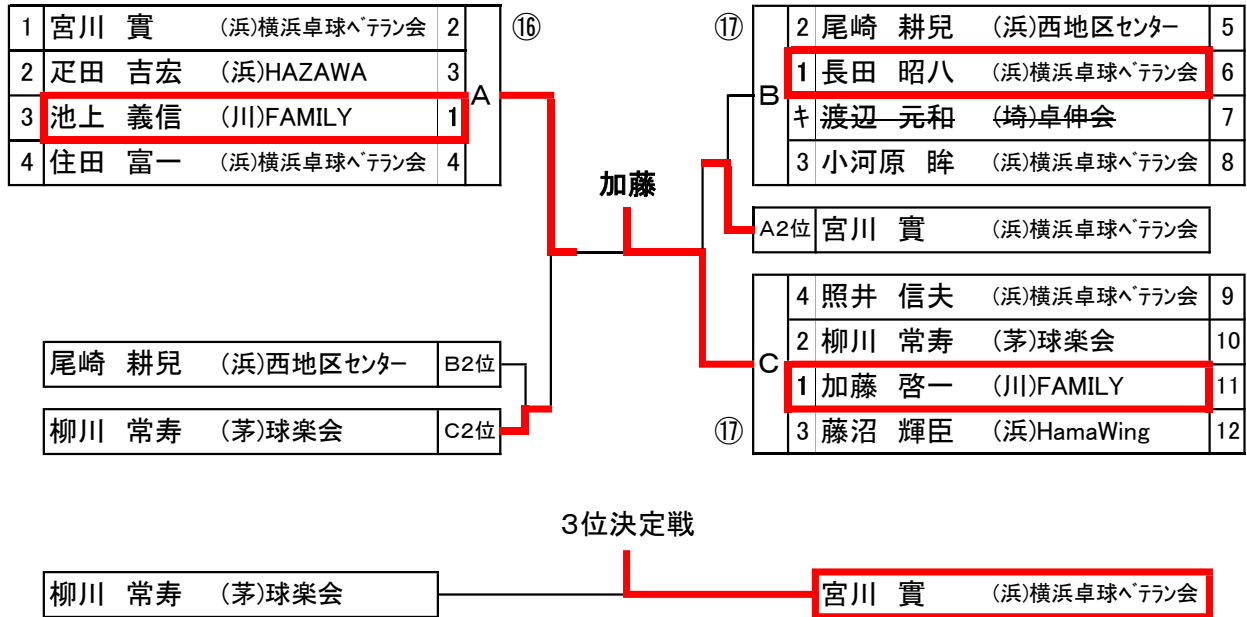 1 宮川 實 (浜)横浜卓球ベテラン会 2
2 疋田 吉宏 (浜)HAZAWA 3
3 池上 義信 (川)FAMILY 1
4 住田 富一 (浜)横浜卓球ベテラン会 4
A
⑯
⑰
B
2 尾崎 耕兒 (浜)西地区センター 5
1 長田 昭八 (浜)横浜卓球ベテラン会 6
キ 渡辺 元和 (埼)卓伸会 7
3 小河原 眸 (浜)横浜卓球ベテラン会 8
加藤
A2位 宮川 實 (浜)横浜卓球ベテラン会
C
4 照井 信夫 (浜)横浜卓球ベテラン会 9
2 柳川 常寿 (茅)球楽会 10
1 加藤 啓一 (川)FAMILY 11
3 藤沼 輝臣 (浜)HamaWing 12
⑰
尾崎 耕兒 (浜)西地区センター B2位
柳川 常寿 (茅)球楽会 C2位
3位決定戦
柳川 常寿 (茅)球楽会
宮川 實 (浜)横浜卓球ベテラン会